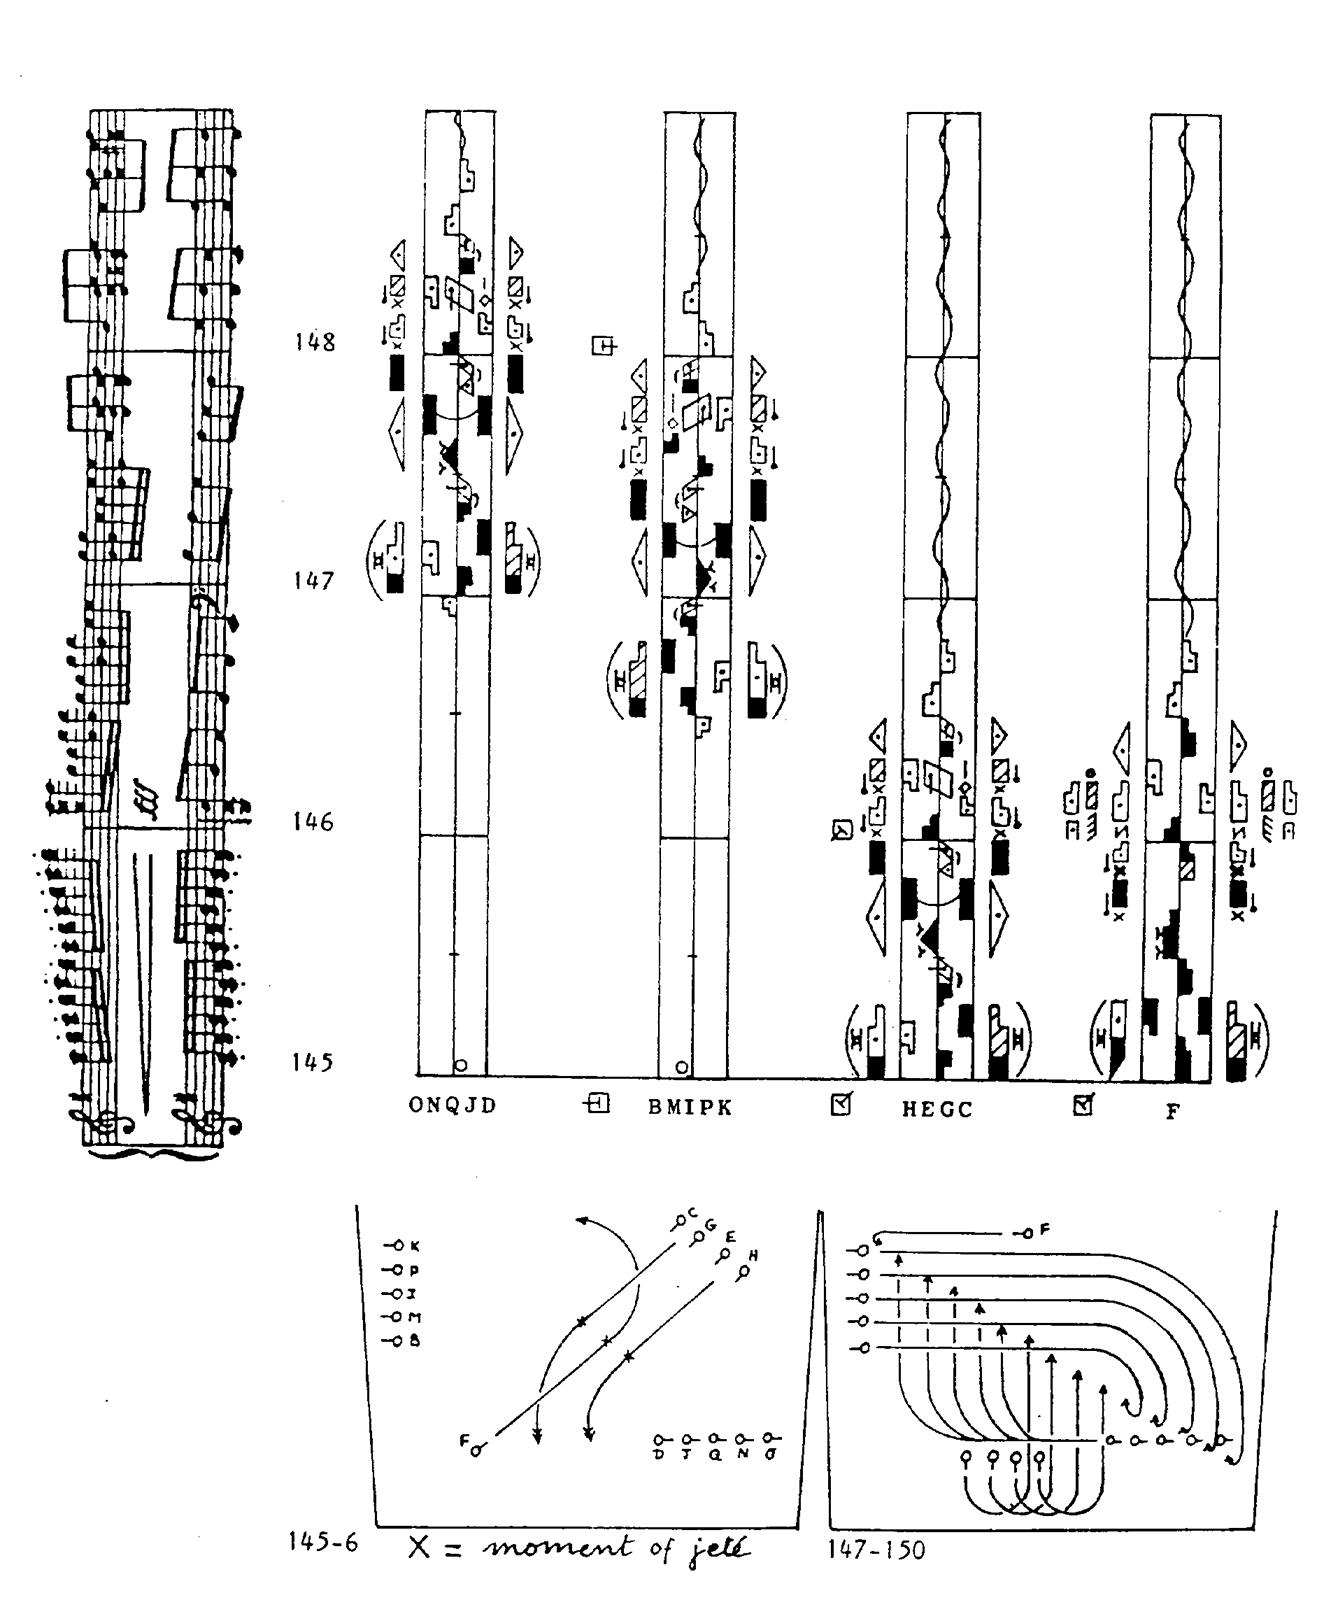 148
147
146
fff
145
ONQJD BMIPK HEGC F
C
G
E
H
K
P
I
M
B
F
D J Q N O
F
145-6 X = moment of jeté 147-150